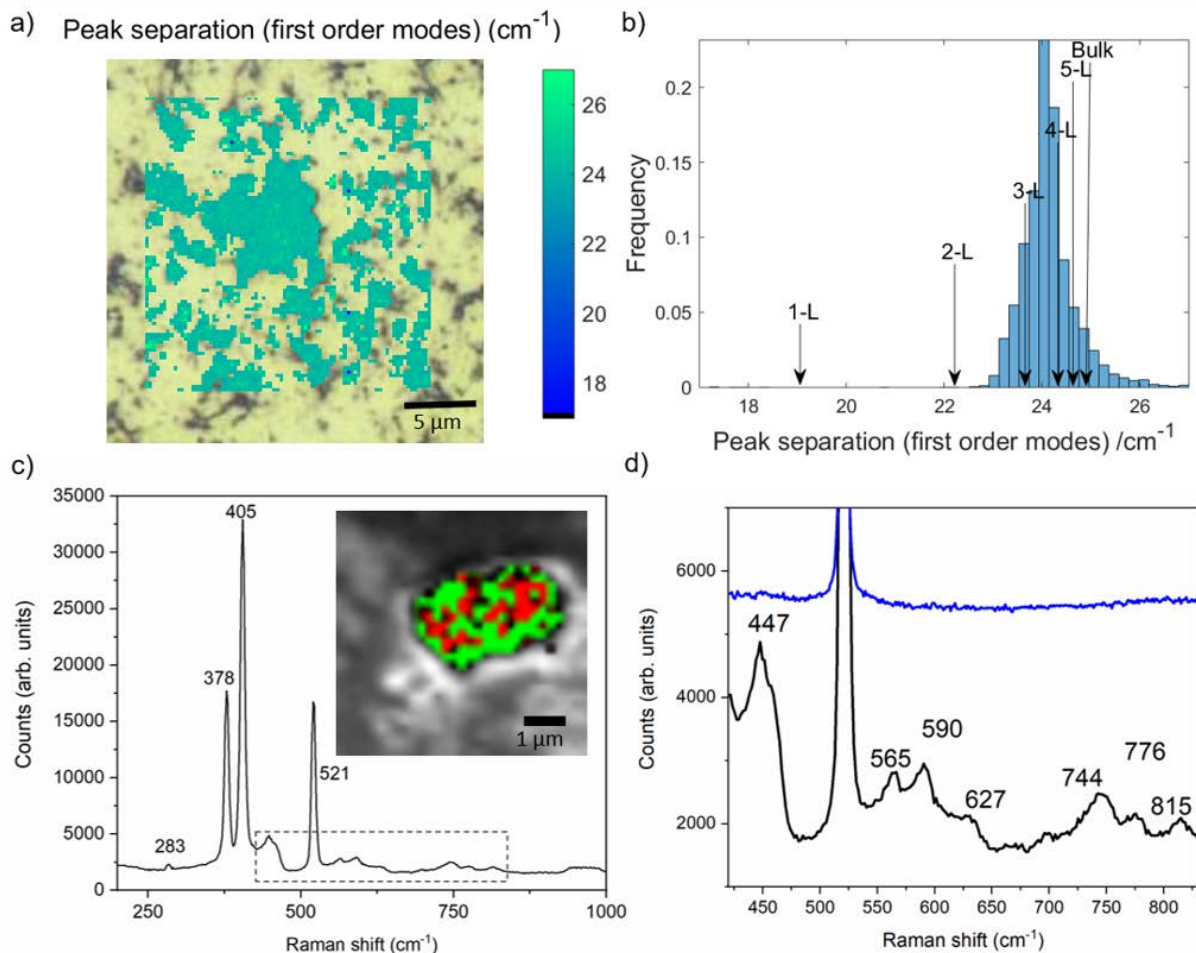 a)
Peak separation (first order modes) (cm⁻¹)
26
24
22
20
18
5 µm
b)
Frequency
0.2
0.15
0.1
0.05
0
1-L
2-L
3-L
4-L
5-L
Bulk
18 20 22 24 26
Peak separation (first order modes) /cm⁻¹
c)
Counts (arb. units)
35000
30000
25000
20000
15000
10000
5000
0
283
378
405
521
1 µm
250 500 750 1000
Raman shift (cm⁻¹)
d)
Counts (arb. units)
6000
4000
2000
447
565
590
627
744
776
815
450 500 550 600 650 700 750 800
Raman shift (cm⁻¹)